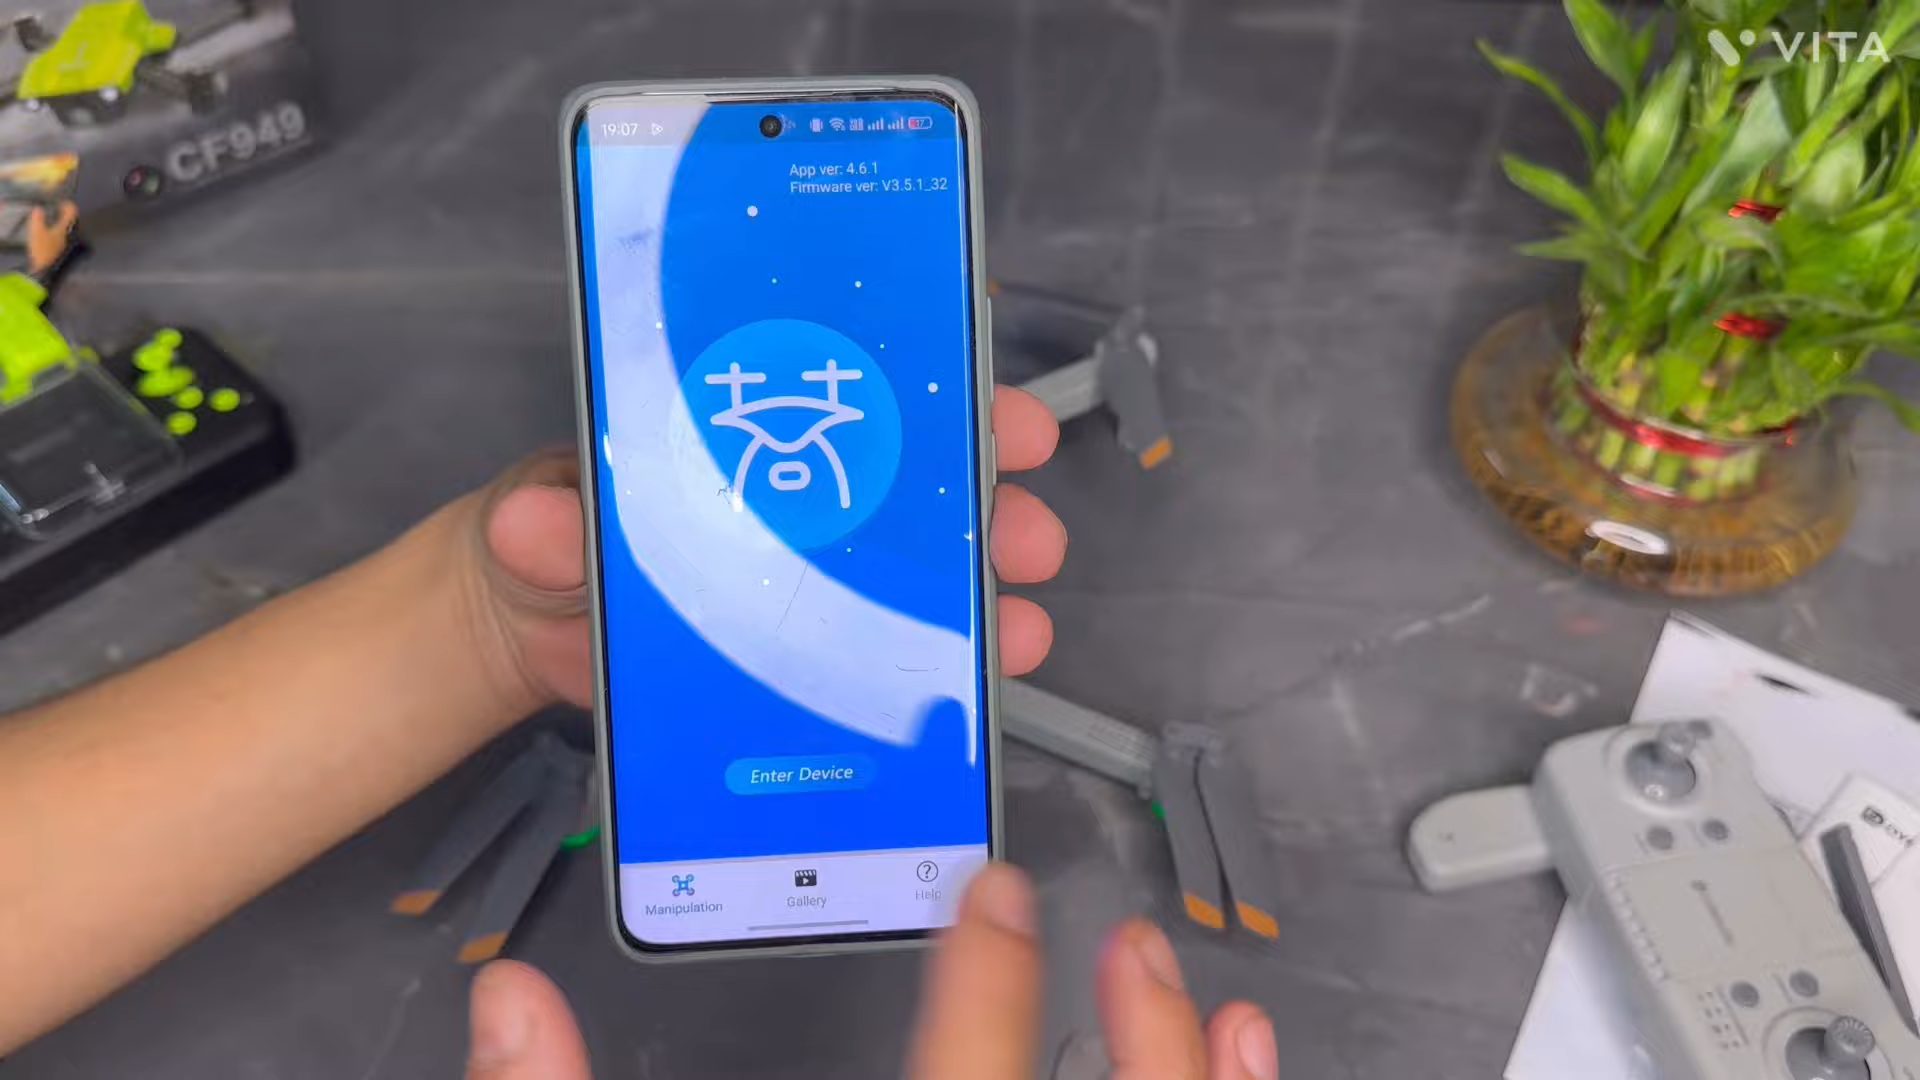 VITA
CF949
19:07
App ver: 4.6.1
Firmware ver: V3.5.1_32
Enter Device
Manipulation
Gallery
Help